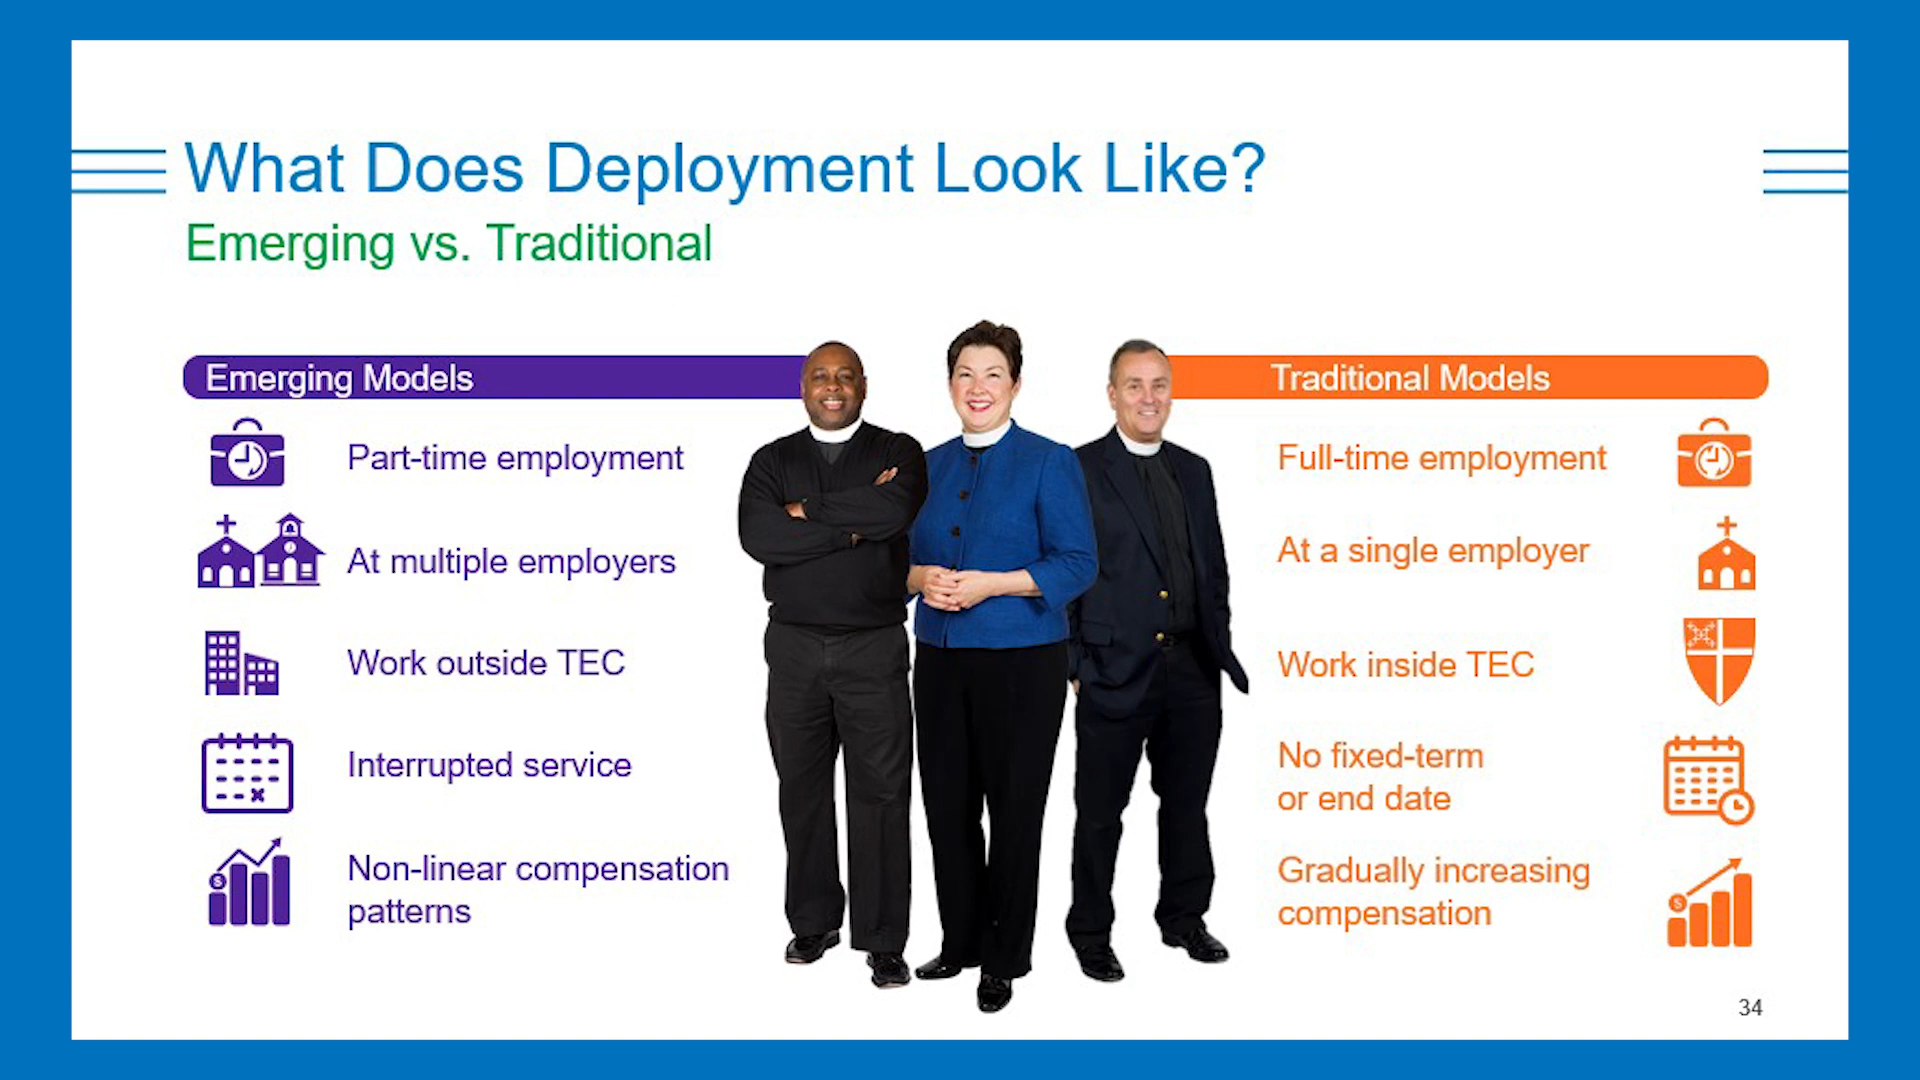 What Does Deployment Look Like?
Emerging vs. Traditional
Emerging Models
Part-time employment
At multiple employers
Work outside TEC
Interrupted service
Non-linear compensation
patterns
Traditional Models
Full-time employment
At a single employer
Work inside TEC
No fixed-term
or end date
Gradually increasing
compensation
34